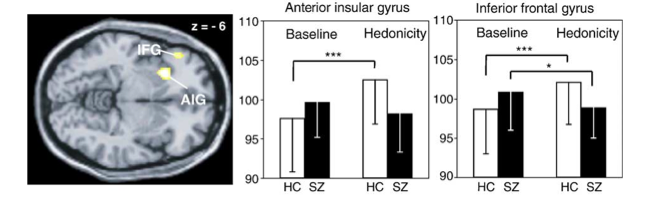 z = - 6
IFG
AIG
Anterior insular gyrus
110
105
100
95
90
Baseline Hedonicity
***
HC SZ HC SZ
Inferior frontal gyrus
110
105
100
95
90
Baseline Hedonicity
***
*
HC SZ HC SZ